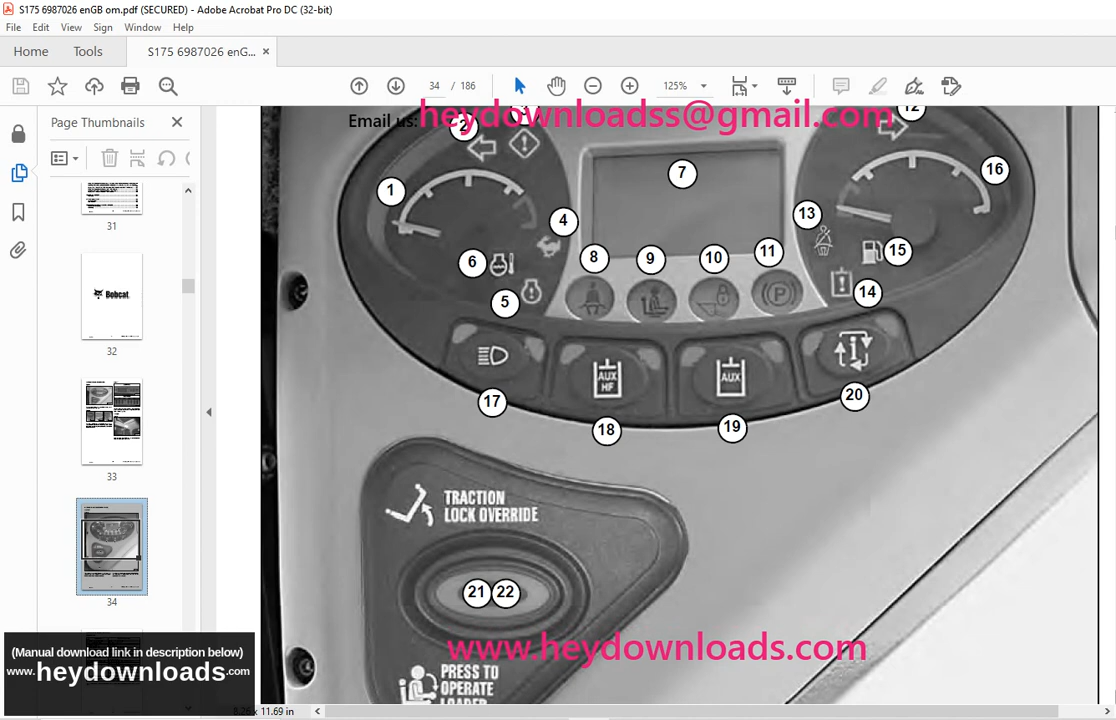 S175 6987026 enGB om.pdf (SECURED) - Adobe Acrobat Pro DC (32-bit)
File Edit View Sign Window Help
Home Tools S175 6987026 enG... ×
34 / 186 125%
Page Thumbnails
heydownloadss@gmail.com
Email us:
31
Bobcat
32
33
34
1
2
4
5
6
7
8
9
10
11
12
13
14
15
16
P
AUX
HF
AUX
17
18
19
20
TRACTION
LOCK OVERRIDE
21 22
www.heydownloads.com
PRESS TO
OPERATE
LOADER
(Manual download link in description below)
www.heydownloads.com
8.26 x 11.69 in